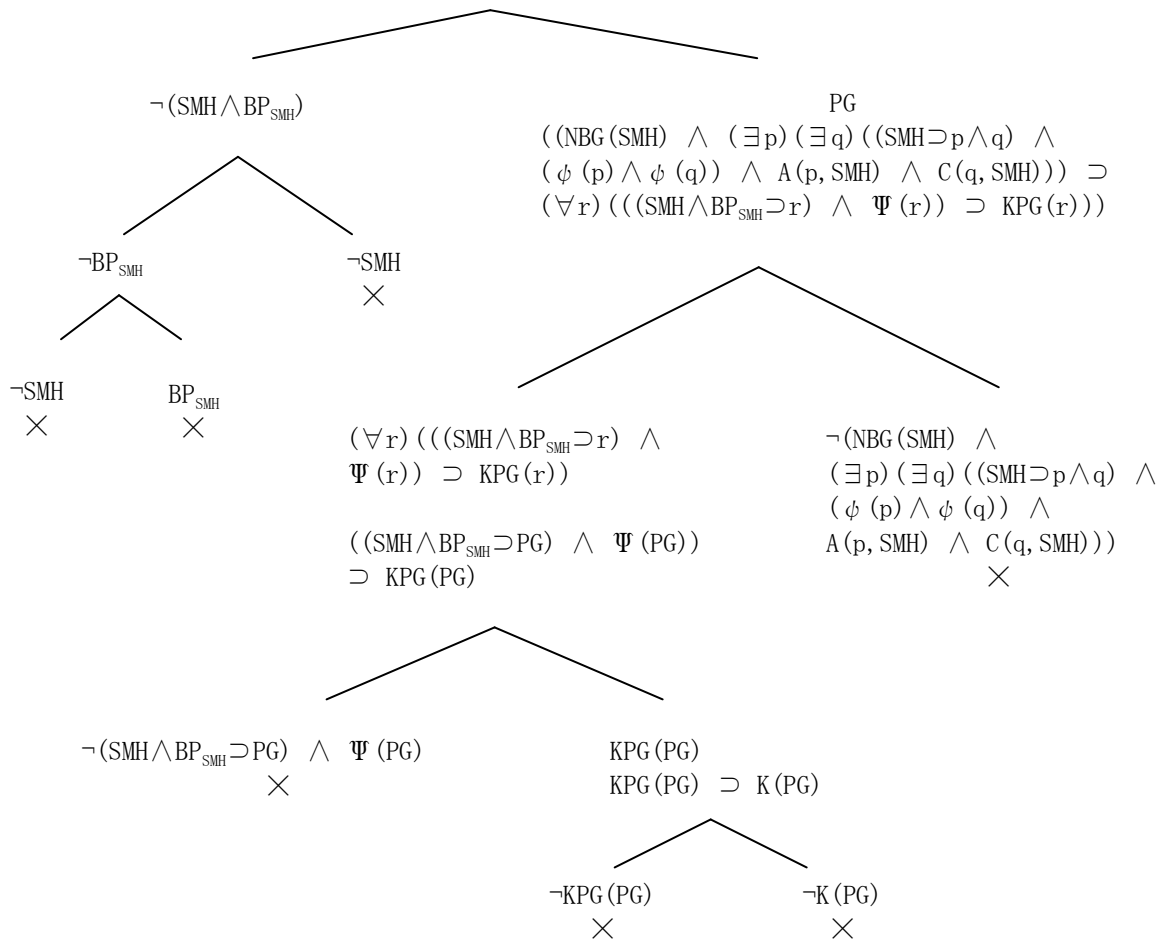 ¬(SMH∧BP_SMH)
PG
((NBG(SMH) ∧ (∃p)(∃q)((SMH⊃p∧q) ∧
(ψ(p)∧ψ(q)) ∧ A(p,SMH) ∧ C(q,SMH))) ⊃
(∀r)(((SMH∧BP_SMH⊃r) ∧ Ψ(r)) ⊃ KPG(r)))
¬BP_SMH
¬SMH
×
¬SMH
×
BP_SMH
×
(∀r)(((SMH∧BP_SMH⊃r) ∧
Ψ(r)) ⊃ KPG(r))
((SMH∧BP_SMH⊃PG) ∧ Ψ(PG))
⊃ KPG(PG)
¬(NBG(SMH) ∧
(∃p)(∃q)((SMH⊃p∧q) ∧
(ψ(p)∧ψ(q)) ∧
A(p,SMH) ∧ C(q,SMH)))
×
¬(SMH∧BP_SMH⊃PG) ∧ Ψ(PG)
×
KPG(PG)
KPG(PG) ⊃ K(PG)
¬KPG(PG)
×
¬K(PG)
×